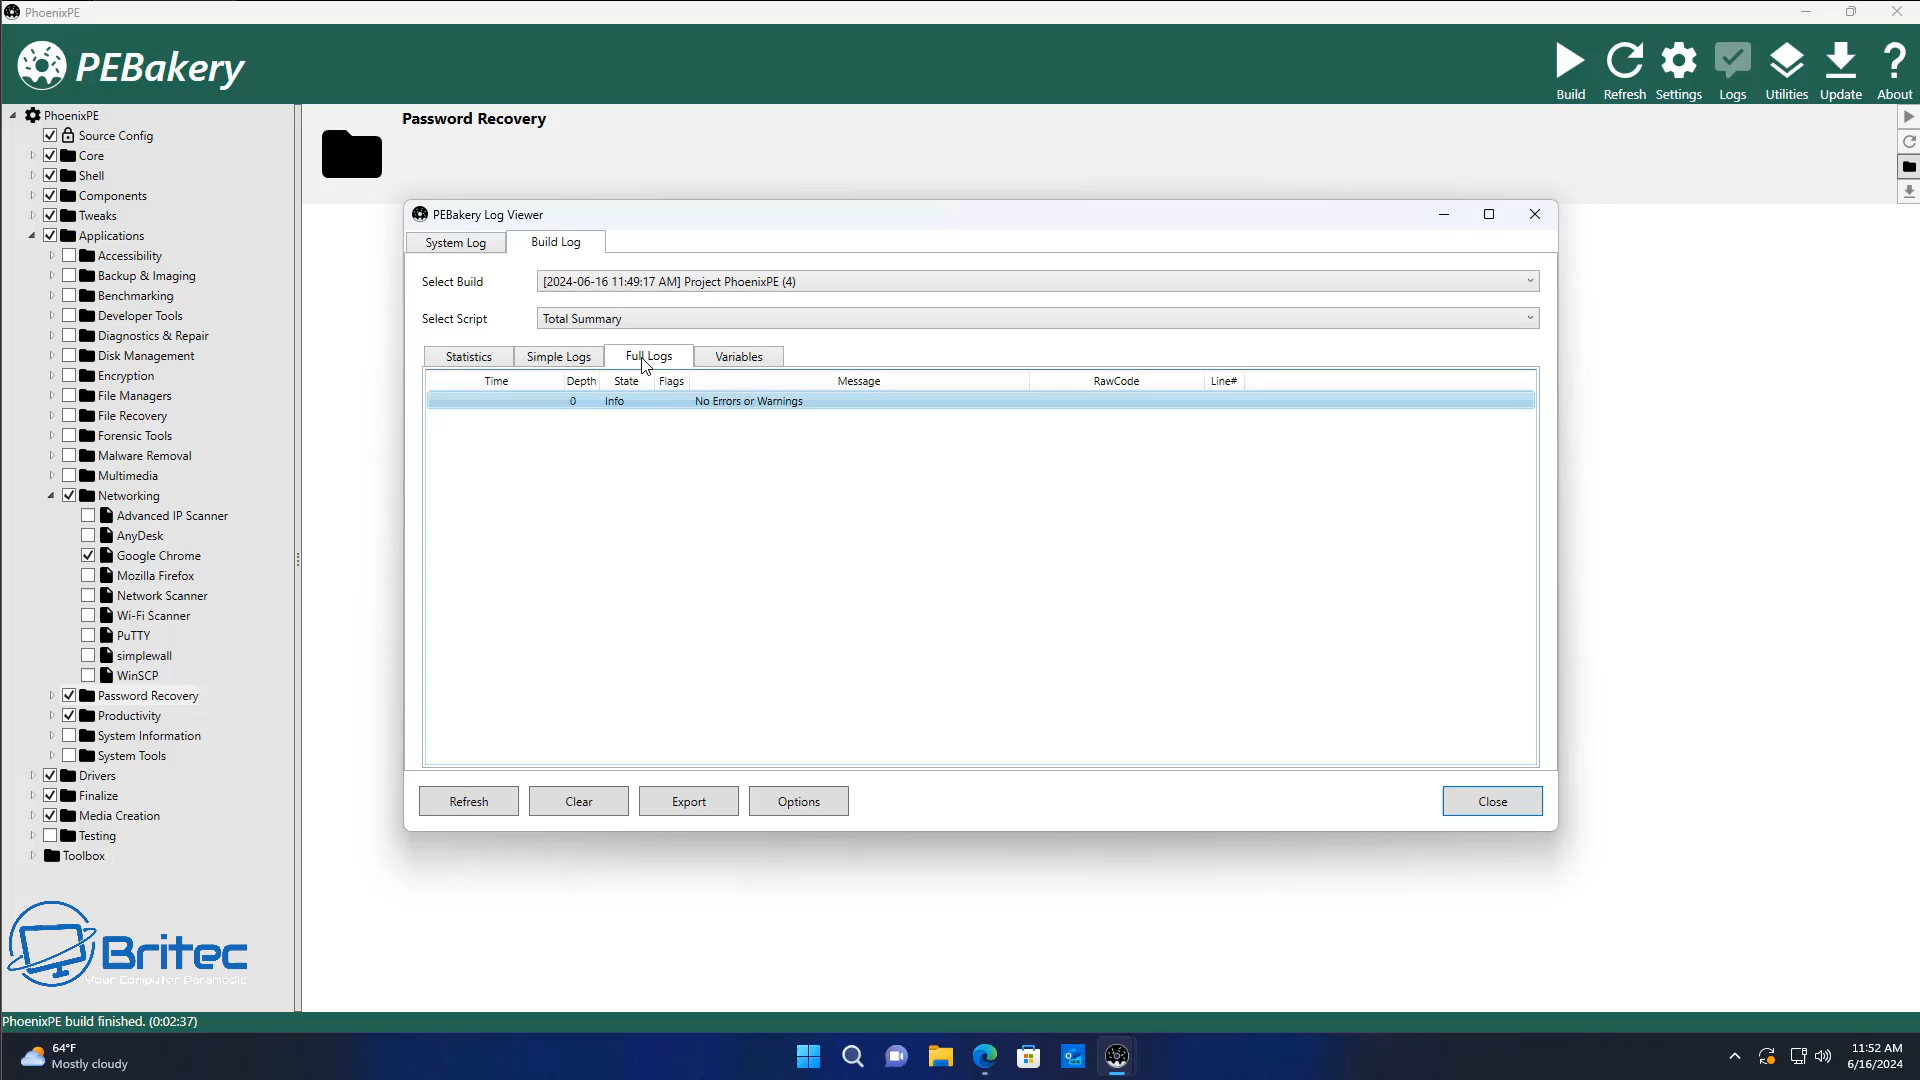 PhoenixPE
PEBakery
Build
Refresh
Settings
Logs
Utilities
Update
About
PhoenixPE
Source Config
Core
Shell
Components
Tweaks
Applications
Accessibility
Backup & Imaging
Benchmarking
Developer Tools
Diagnostics & Repair
Disk Management
Encryption
File Managers
File Recovery
Forensic Tools
Malware Removal
Multimedia
Networking
Advanced IP Scanner
AnyDesk
Google Chrome
Mozilla Firefox
Network Scanner
Wi-Fi Scanner
PuTTY
simplewall
WinSCP
Password Recovery
Productivity
System Information
System Tools
Drivers
Finalize
Media Creation
Testing
Toolbox
Password Recovery
PEBakery Log Viewer
System Log
Build Log
Select Build
[2024-06-16 11:49:17 AM] Project PhoenixPE (4)
Select Script
Total Summary
Statistics
Simple Logs
Full Logs
Variables
Time Depth State Flags Message RawCode Line#
0 Info No Errors or Warnings
Refresh
Clear
Export
Options
Close
Britec
Your Computer Paramedic
PhoenixPE build finished. (0:02:37)
64°F
Mostly cloudy
11:52 AM
6/16/2024